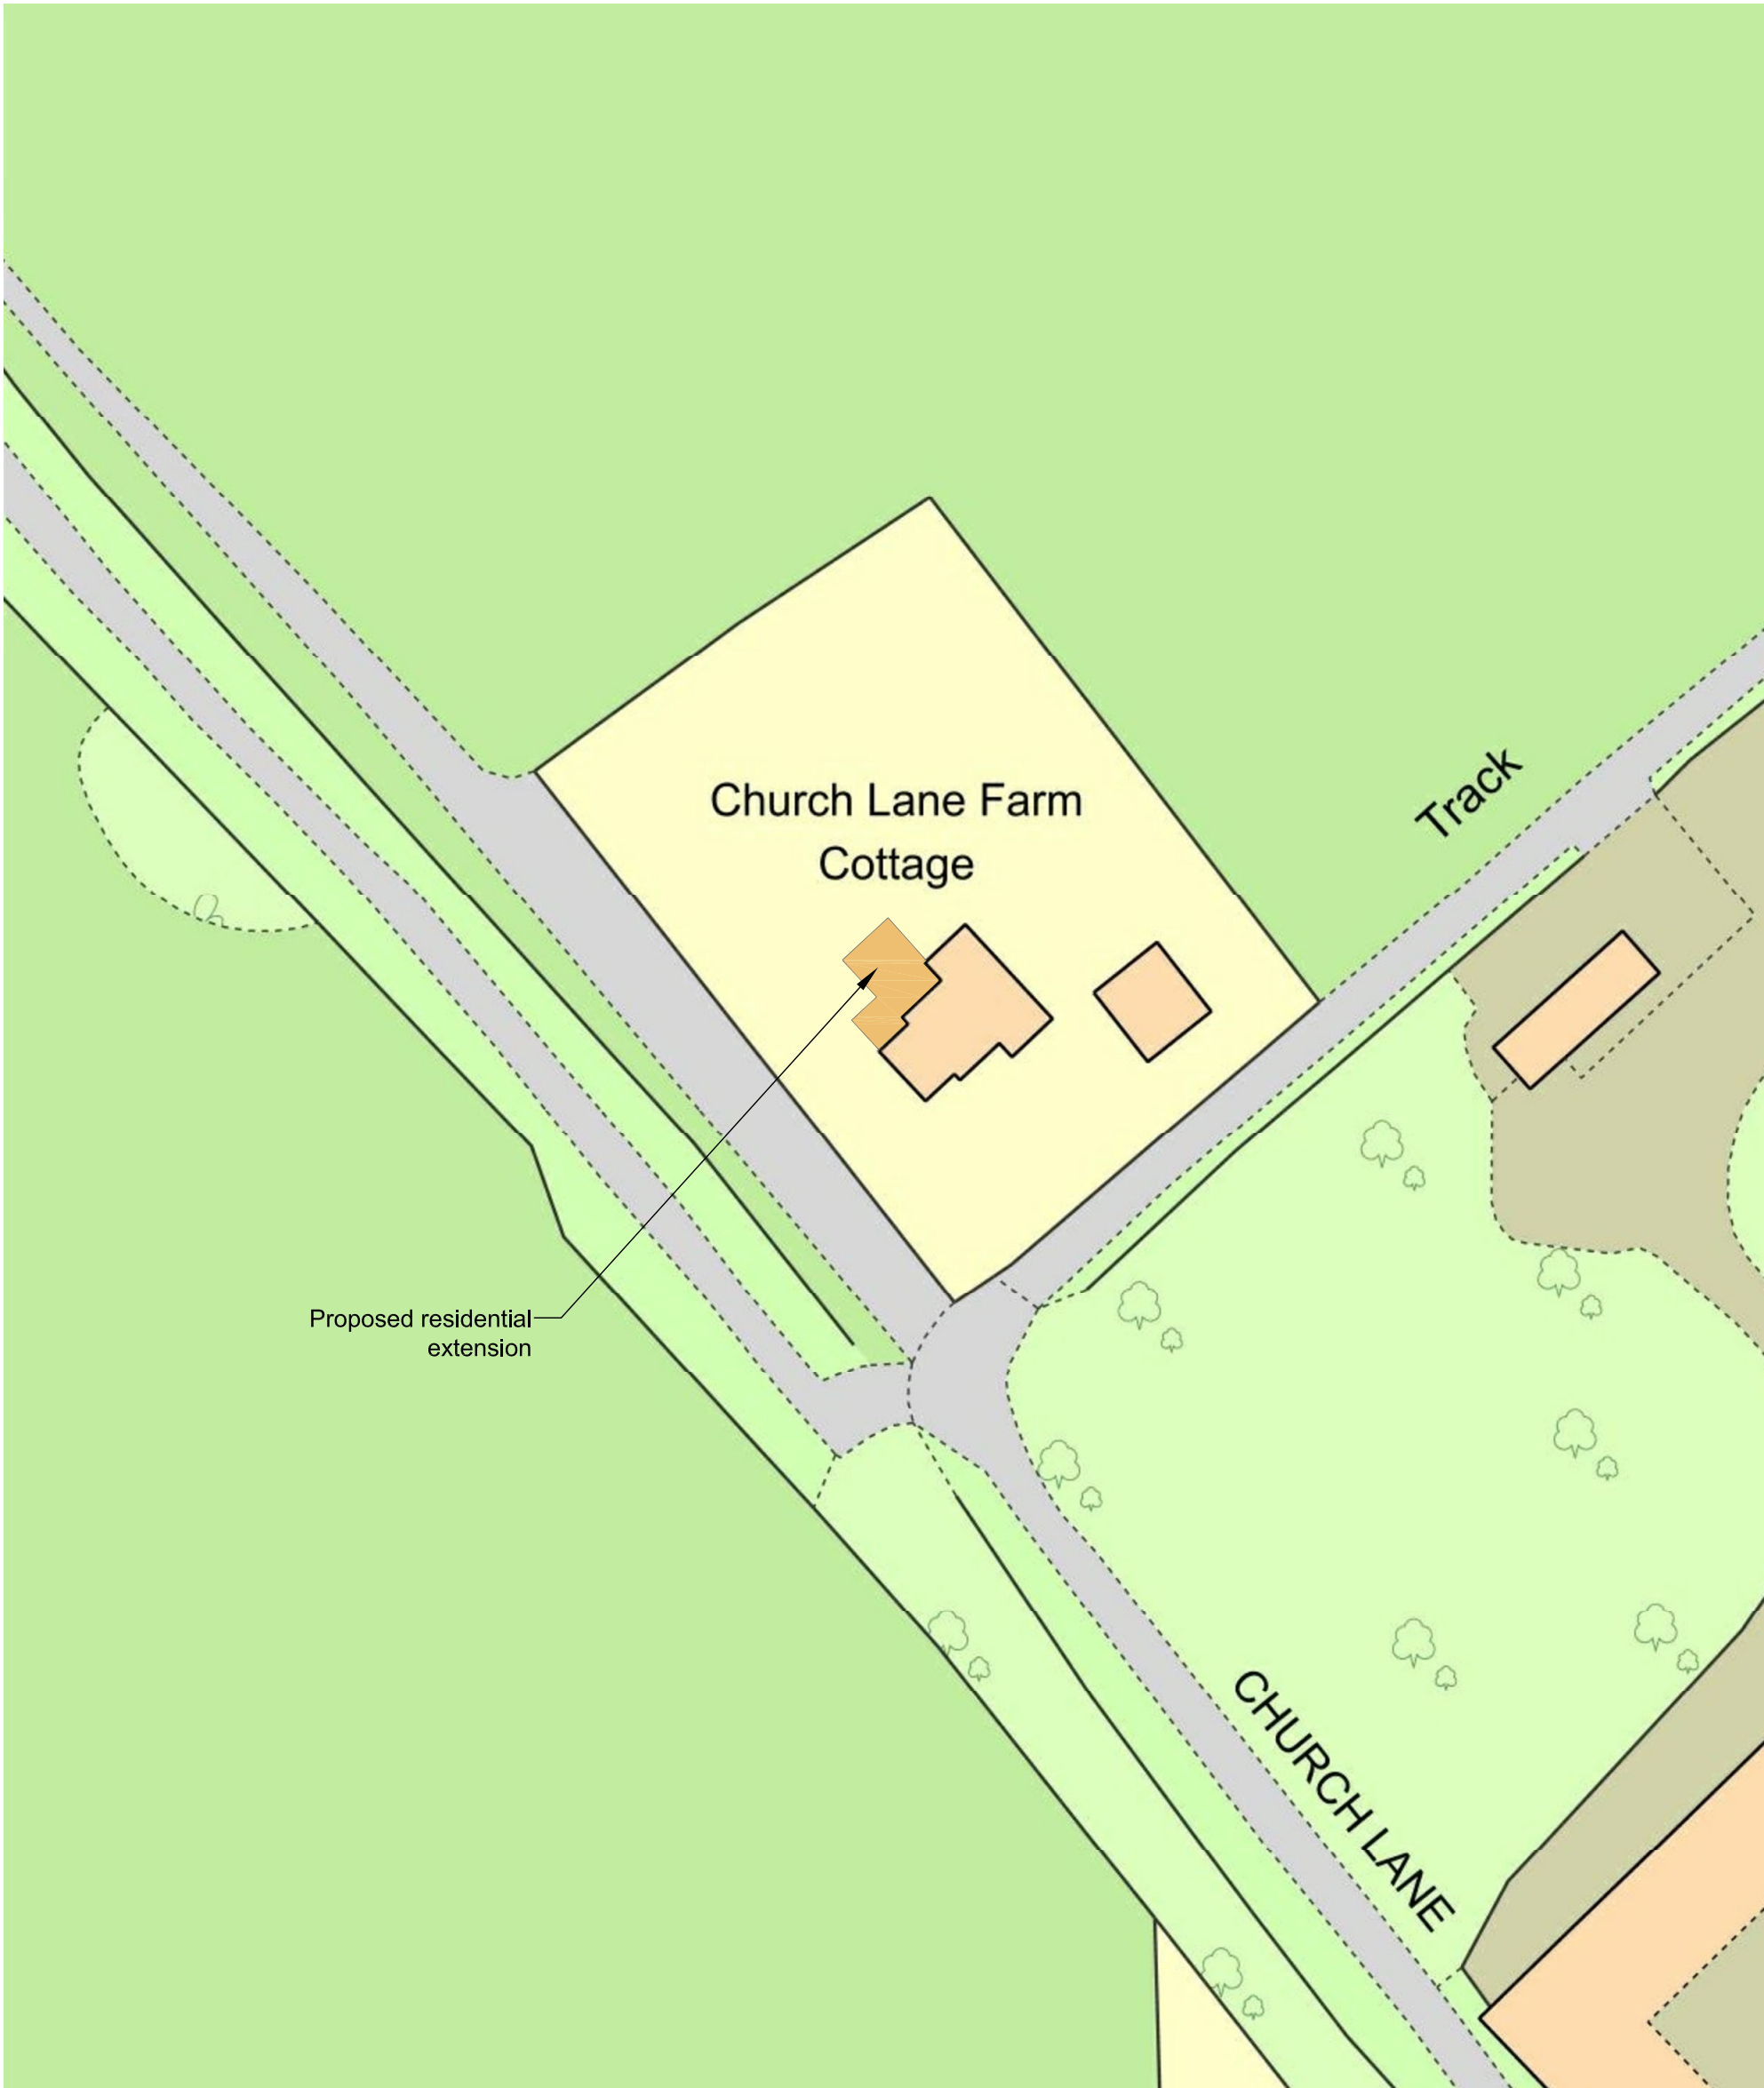 Church Lane Farm
Cottage
Track
Proposed residential
extension
CHURCH LANE